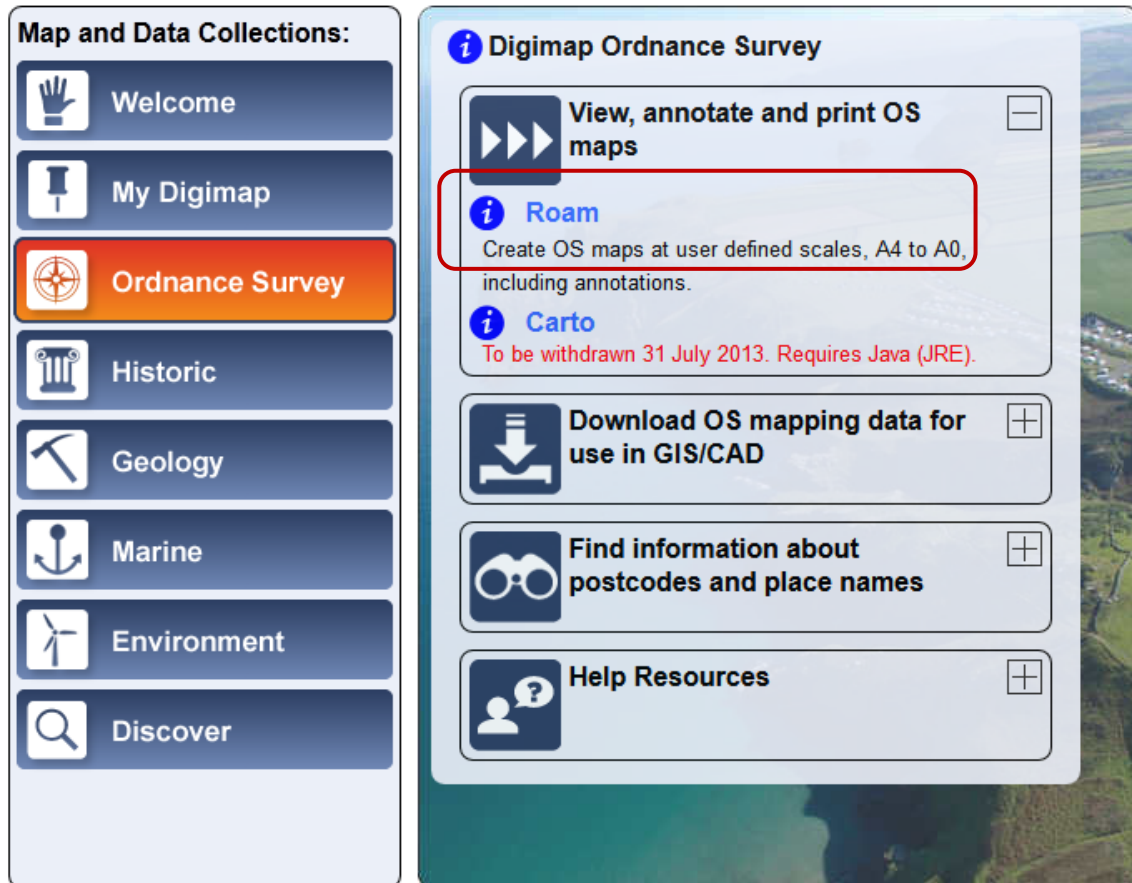 Map and Data Collections:
Welcome
My Digimap
Ordnance Survey
Historic
Geology
Marine
Environment
Discover
Digimap Ordnance Survey
View, annotate and print OS
maps
Roam
Create OS maps at user defined scales, A4 to A0,
including annotations.
Carto
To be withdrawn 31 July 2013. Requires Java (JRE).
Download OS mapping data for
use in GIS/CAD
Find information about
postcodes and place names
Help Resources